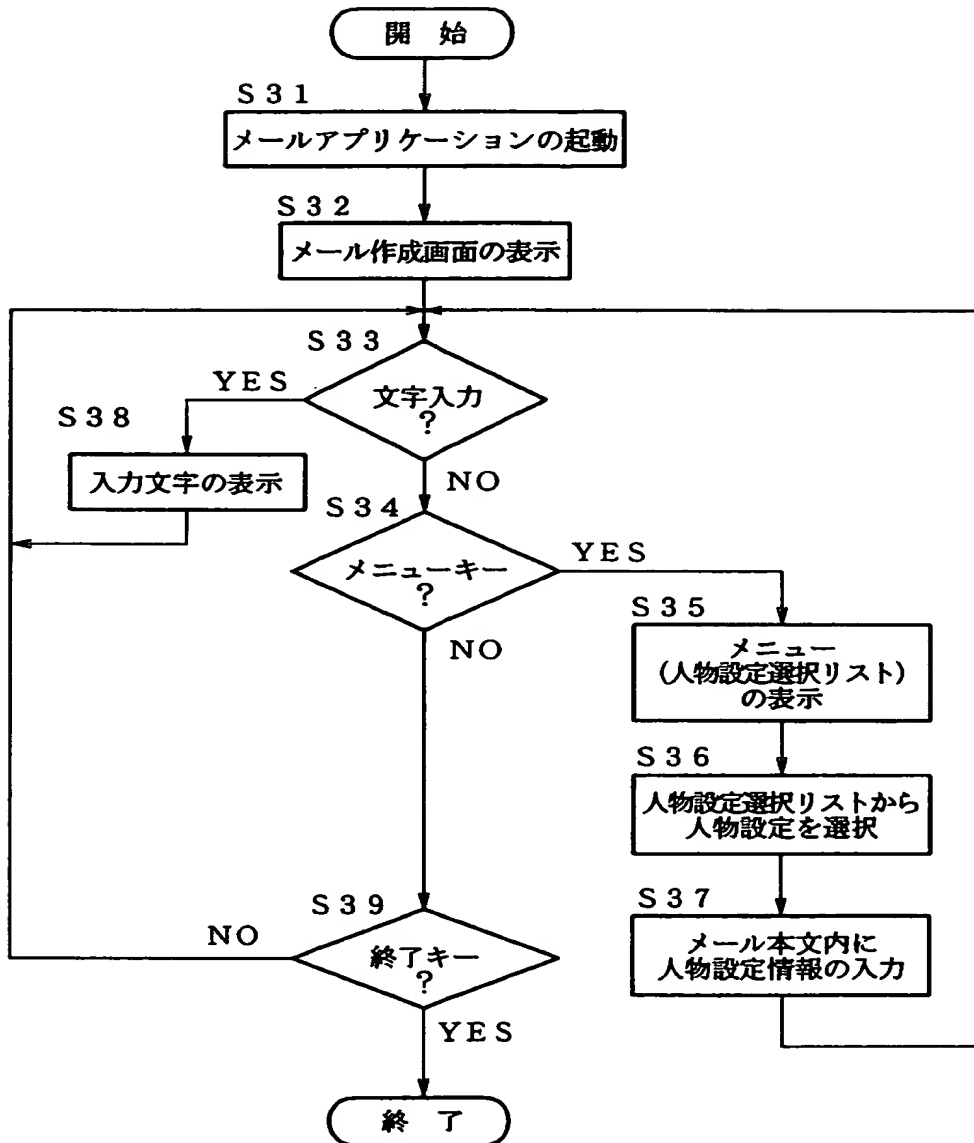 開 始
S31
メールアプリケーションの起動
S32
メール作成画面の表示
S33
文字入力
?
YES
NO
S38
入力文字の表示
S34
メニューキー
?
YES
NO
S35
メニュー
(人物設定選択リスト)
の表示
S36
人物設定選択リストから
人物設定を選択
S37
メール本文内に
人物設定情報の入力
S39
終了キー
?
NO
YES
終 了